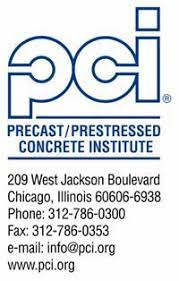 pci®
PRECAST/PRESTRESSED
CONCRETE INSTITUTE
209 West Jackson Boulevard
Chicago, Illinois 60606-6938
Phone: 312-786-0300
Fax: 312-786-0353
e-mail: info@pci.org
www.pci.org